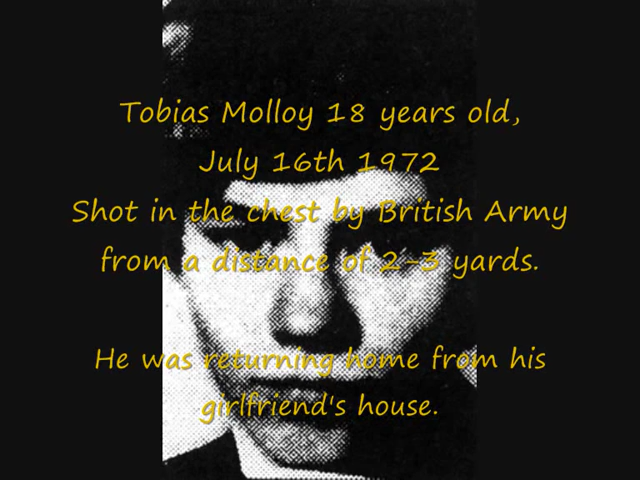 Tobias Molloy 18 years old,
July 16th 1972
Shot in the chest by British Army
from a distance of 2-3 yards.
He was returning home from his
girlfriend's house.